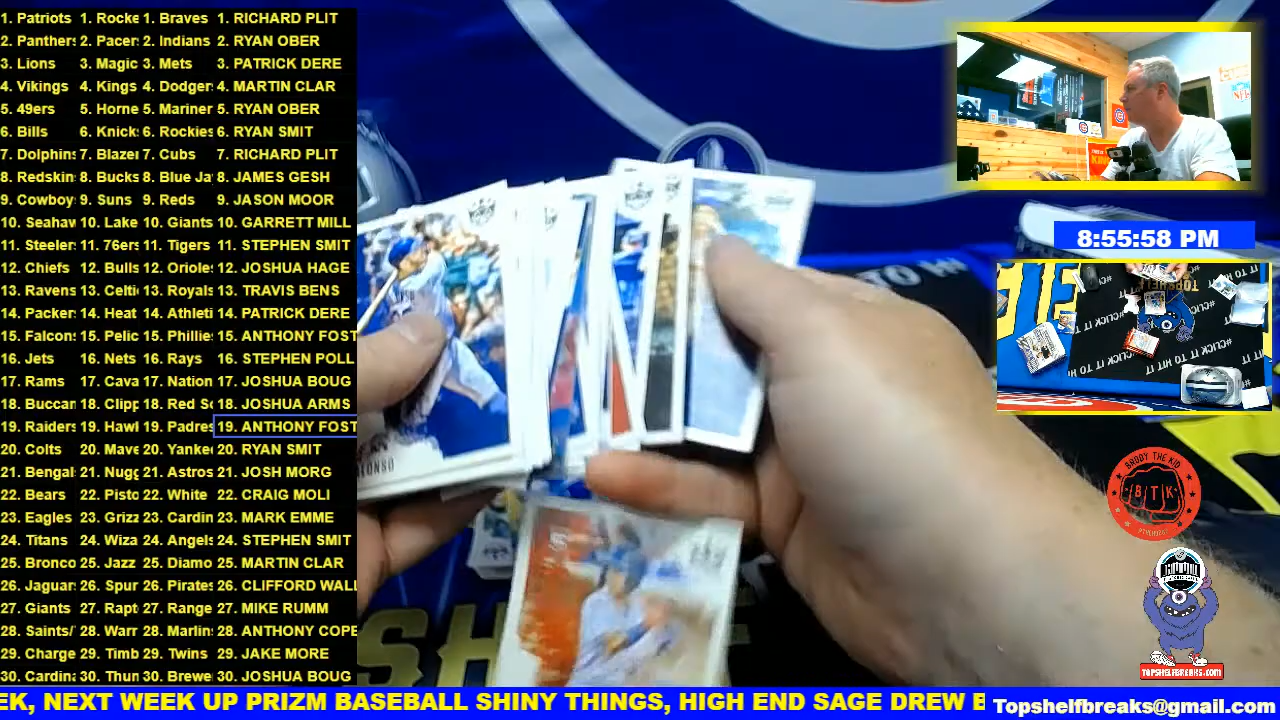 1. Patriots 1. Rocke 1. Braves 1. RICHARD PLIT
2. Panthers 2. Pacer 2. Indians 2. RYAN OBER
3. Lions 3. Magic 3. Mets 3. PATRICK DERE
4. Vikings 4. Kings 4. Dodgers 4. MARTIN CLAR
5. 49ers 5. Horne 5. Mariner 5. RYAN OBER
6. Bills 6. Knick 6. Rockies 6. RYAN SMIT
7. Dolphins 7. Blazer 7. Cubs 7. RICHARD PLIT
8. Redskin 8. Bucks 8. Blue Ja 8. JAMES GESH
9. Cowboy 9. Suns 9. Reds 9. JASON MOOR
10. Seahaw 10. Lake 10. Giants 10. GARRETT MILL
11. Steeler 11. 76ers 11. Tigers 11. STEPHEN SMIT
12. Chiefs 12. Bulls 12. Oriole 12. JOSHUA HAGE
13. Ravens 13. Celti 13. Royals 13. TRAVIS BENS
14. Packer 14. Heat 14. Athleti 14. PATRICK DERE
15. Falcon 15. Pelic 15. Phillie 15. ANTHONY FOST
16. Jets 16. Nets 16. Rays 16. STEPHEN POLL
17. Rams 17. Cava 17. Nation 17. JOSHUA BOUG
18. Buccan 18. Clipp 18. Red So 18. JOSHUA ARMS
19. Raiders 19. Hawk 19. Padres 19. ANTHONY FOST
20. Colts 20. Mave 20. Yankee 20. RYAN SMIT
21. Bengal 21. Nugg 21. Astros 21. JOSH MORG
22. Bears 22. Pisto 22. White 22. CRAIG MOLI
23. Eagles 23. Grizz 23. Cardin 23. MARK EMME
24. Titans 24. Wiza 24. Angels 24. STEPHEN SMIT
25. Bronco 25. Jazz 25. Diamo 25. MARTIN CLAR
26. Jaguar 26. Spur 26. Pirates 26. CLIFFORD WALL
27. Giants 27. Rapt 27. Range 27. MIKE RUMM
28. Saints/ 28. Warr 28. Marlin 28. ANTHONY COPE
29. Charge 29. Timb 29. Twins 29. JAKE MORE
30. Cardina 30. Thun 30. Brewe 30. JOSHUA BOUG
8:55:58 PM
BRODY THE KID
BTK
TOPSHELFBREAKS.COM
EK, NEXT WEEK UP PRIZM BASEBALL SHINY THINGS, HIGH END SAGE DREW B
Topshelfbreaks@gmail.com